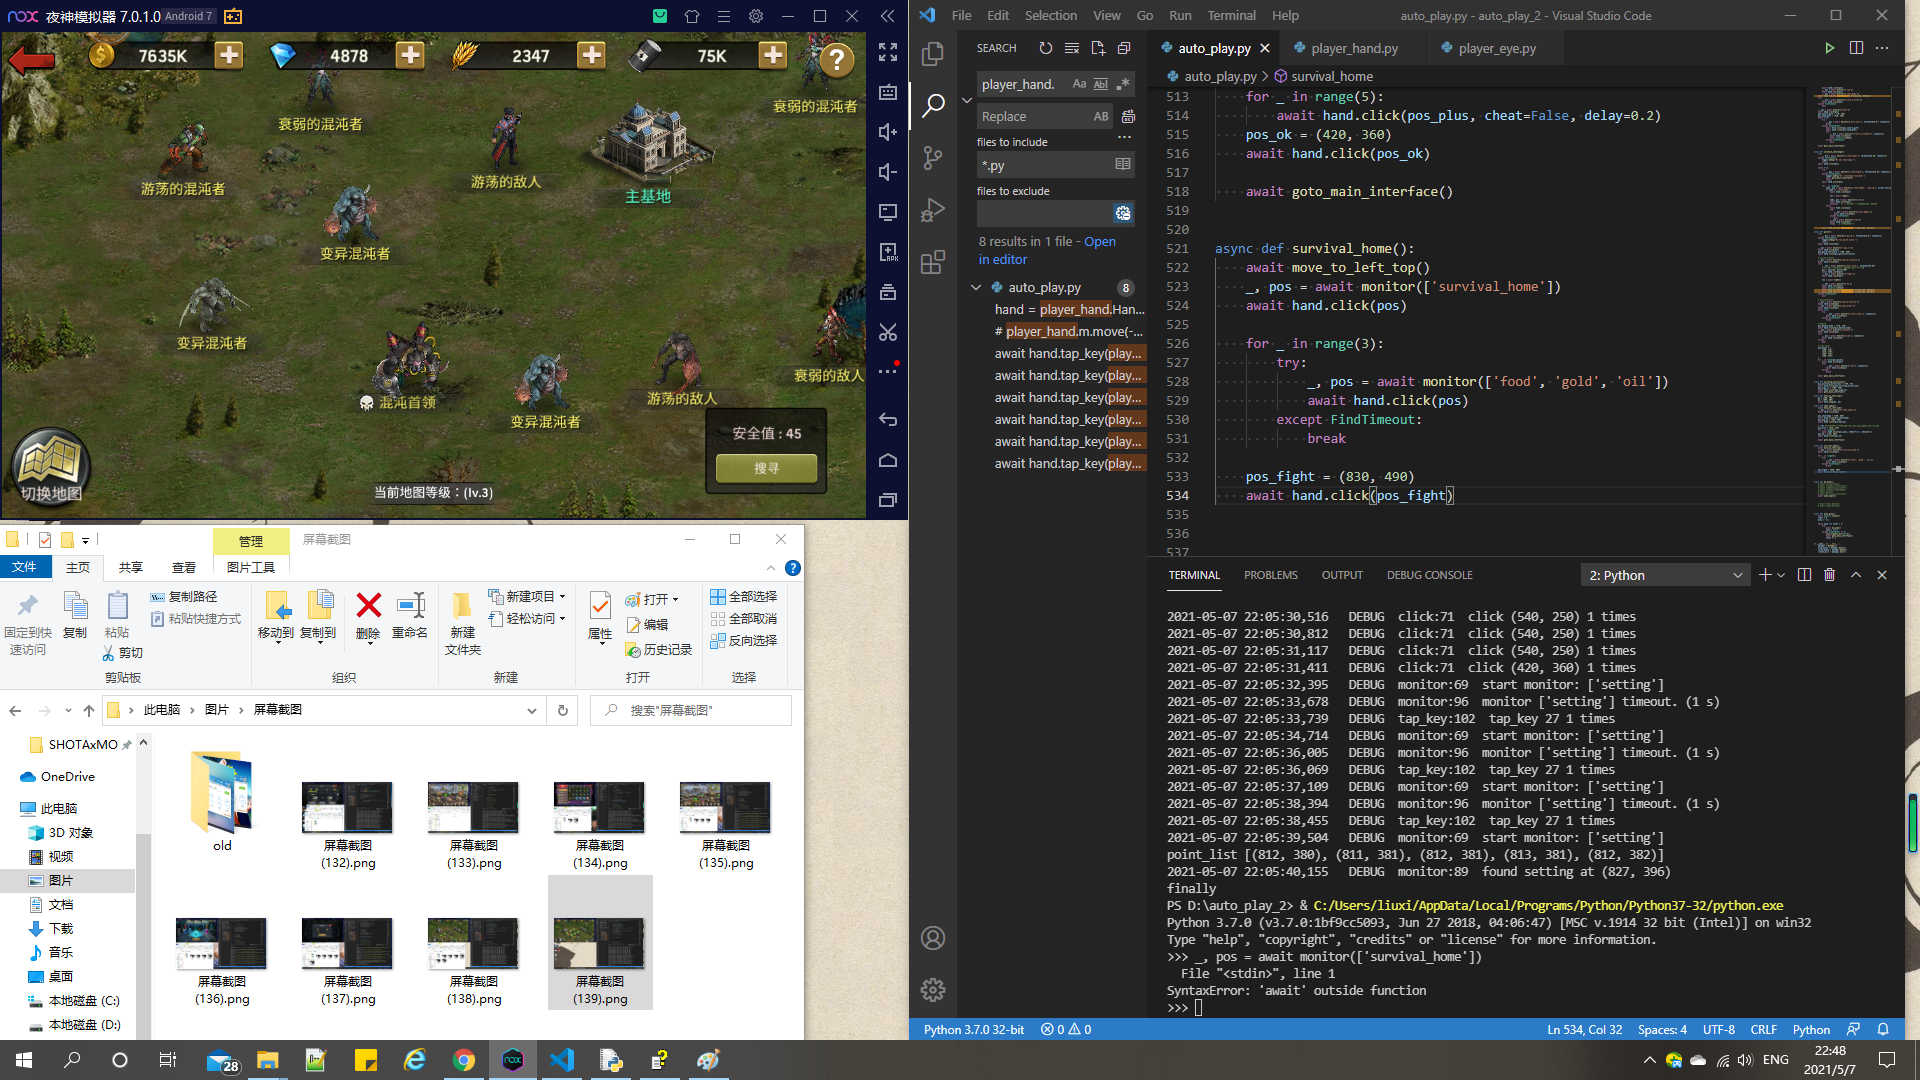 nox 夜神模拟器 7.0.1.0 Android 7
7635K
4878
2347
75K
?
衰弱的混沌者
衰弱的混沌者
游荡的混沌者
游荡的敌人
主基地
变异混沌者
变异混沌者
混沌首领
变异混沌者
游荡的敌人
衰弱的敌人
安全值 : 45
搜寻
切换地图
当前地图等级：(lv.3)
管理
屏幕截图
文件
主页
共享
查看
图片工具
固定到快速访问
复制
粘贴
复制路径
粘贴快捷方式
剪切
剪贴板
移动到
复制到
删除
重命名
组织
新建
文件夹
新建项目
轻松访问
新建
属性
打开
编辑
历史记录
打开
全部选择
全部取消
反向选择
选择
此电脑 > 图片 > 屏幕截图
搜索"屏幕截图"
SHOTAxMO
OneDrive
此电脑
3D 对象
视频
图片
文档
下载
音乐
桌面
本地磁盘 (C:)
本地磁盘 (D:)
old
屏幕截图 (132).png
屏幕截图 (133).png
屏幕截图 (134).png
屏幕截图 (135).png
屏幕截图 (136).png
屏幕截图 (137).png
屏幕截图 (138).png
屏幕截图 (139).png
File Edit Selection View Go Run Terminal Help
auto_play.py - auto_play_2 - Visual Studio Code
SEARCH
player_hand.
Aa Abl .*
Replace
AB
files to include
*.py
files to exclude
8 results in 1 file - Open in editor
auto_play.py 8
hand = player_hand.Han...
# player_hand.m.move(-...
await hand.tap_key(play...
await hand.tap_key(play...
await hand.tap_key(play...
await hand.tap_key(play...
await hand.tap_key(play...
await hand.tap_key(play...
auto_play.py
player_hand.py
player_eye.py
auto_play.py > survival_home
513 for _ in range(5):
514 await hand.click(pos_plus, cheat=False, delay=0.2)
515 pos_ok = (420, 360)
516 await hand.click(pos_ok)
517
518 await goto_main_interface()
519
520
521 async def survival_home():
522 await move_to_left_top()
523 _, pos = await monitor(['survival_home'])
524 await hand.click(pos)
525
526 for _ in range(3):
527 try:
528 _, pos = await monitor(['food', 'gold', 'oil'])
529 await hand.click(pos)
530 except FindTimeout:
531 break
532
533 pos_fight = (830, 490)
534 await hand.click(pos_fight)
535
536
537
TERMINAL PROBLEMS OUTPUT DEBUG CONSOLE
2: Python
2021-05-07 22:05:30,516 DEBUG click:71 click (540, 250) 1 times
2021-05-07 22:05:30,812 DEBUG click:71 click (540, 250) 1 times
2021-05-07 22:05:31,117 DEBUG click:71 click (540, 250) 1 times
2021-05-07 22:05:31,411 DEBUG click:71 click (420, 360) 1 times
2021-05-07 22:05:32,395 DEBUG monitor:69 start monitor: ['setting']
2021-05-07 22:05:33,678 DEBUG monitor:96 monitor ['setting'] timeout. (1 s)
2021-05-07 22:05:33,739 DEBUG tap_key:102 tap_key 27 1 times
2021-05-07 22:05:34,714 DEBUG monitor:69 start monitor: ['setting']
2021-05-07 22:05:36,005 DEBUG monitor:96 monitor ['setting'] timeout. (1 s)
2021-05-07 22:05:36,069 DEBUG tap_key:102 tap_key 27 1 times
2021-05-07 22:05:37,109 DEBUG monitor:69 start monitor: ['setting']
2021-05-07 22:05:38,394 DEBUG monitor:96 monitor ['setting'] timeout. (1 s)
2021-05-07 22:05:38,455 DEBUG tap_key:102 tap_key 27 1 times
2021-05-07 22:05:39,504 DEBUG monitor:69 start monitor: ['setting']
point_list [(812, 380), (811, 381), (812, 381), (813, 381), (812, 382)]
2021-05-07 22:05:40,155 DEBUG monitor:89 found setting at (827, 396)
finally
PS D:\auto_play_2> & C:/Users/liuxi/AppData/Local/Programs/Python/Python37-32/python.exe
Python 3.7.0 (v3.7.0:1bf9cc5093, Jun 27 2018, 04:06:47) [MSC v.1914 32 bit (Intel)] on win32
Type "help", "copyright", "credits" or "license" for more information.
>>> _, pos = await monitor(['survival_home'])
File "<stdin>", line 1
SyntaxError: 'await' outside function
>>>
Python 3.7.0 32-bit 0 0
Ln 534, Col 32 Spaces: 4 UTF-8 CRLF Python
28
ENG
22:48
2021/5/7